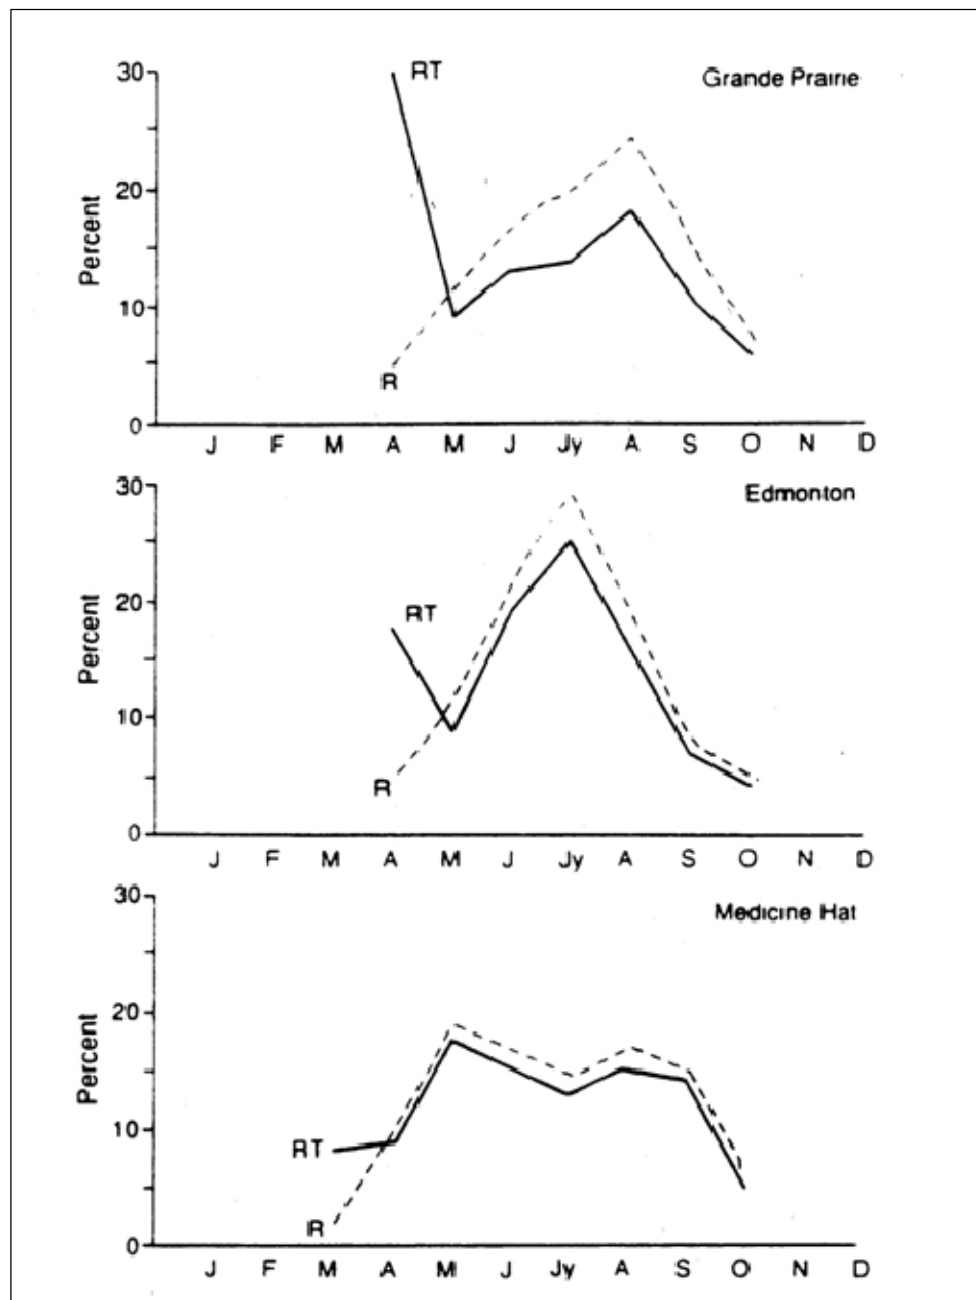 Grande Prairie
30
RT
20
Percent
10
R
0
J F M A M J Jy A S O N D
Edmonton
30
20
RT
Percent
10
R
0
J F M A M J Jy A S O N D
Medicine Hat
30
20
Percent
10
RT
R
0
J F M A M J Jy A S O N D